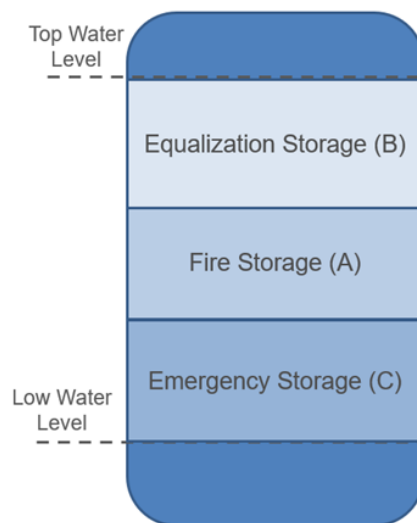 Top Water
Level
Equalization Storage (B)
Fire Storage (A)
Emergency Storage (C)
Low Water
Level